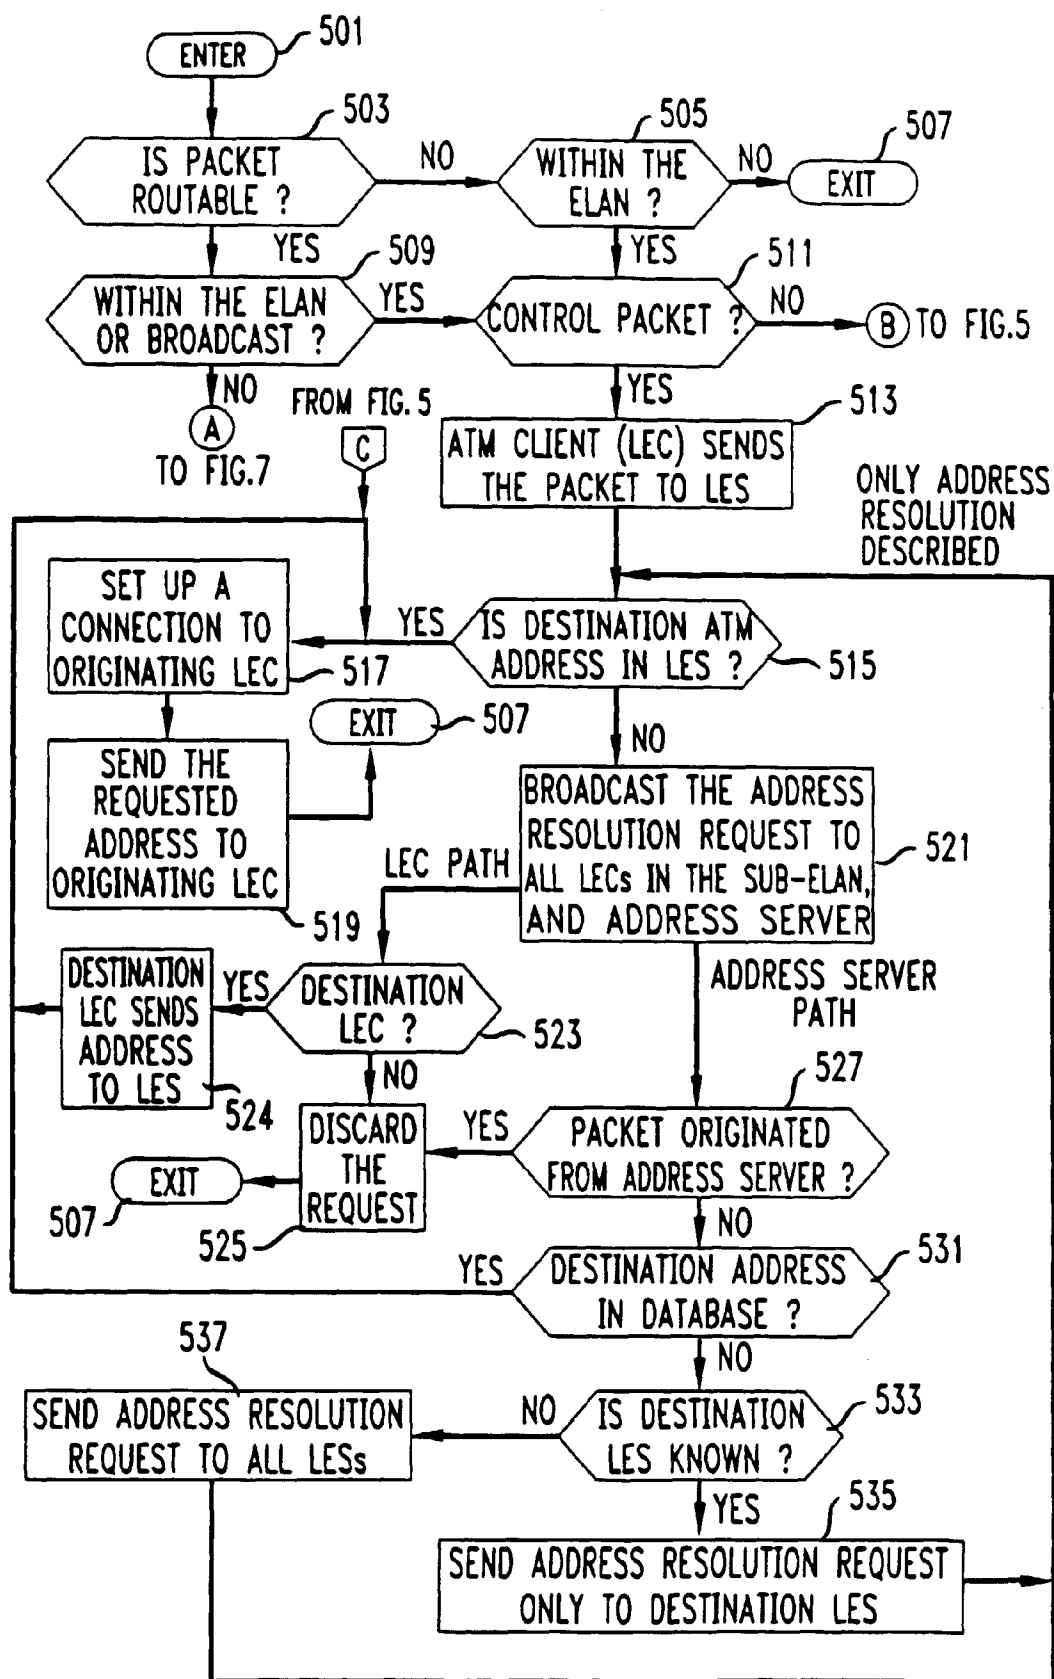 501
ENTER
503
IS PACKET
ROUTABLE ?
NO
505
WITHIN THE
ELAN ?
NO
507
EXIT
YES
509
WITHIN THE ELAN
OR BROADCAST ?
YES
YES
511
CONTROL PACKET ?
NO
B
TO FIG.5
NO
A
TO FIG.7
FROM FIG. 5
C
YES
513
ATM CLIENT (LEC) SENDS
THE PACKET TO LES
ONLY ADDRESS
RESOLUTION
DESCRIBED
SET UP A
CONNECTION TO
ORIGINATING LEC
517
YES
IS DESTINATION ATM
ADDRESS IN LES ?
515
EXIT
507
NO
SEND THE
REQUESTED
ADDRESS TO
ORIGINATING LEC
519
BROADCAST THE ADDRESS
RESOLUTION REQUEST TO
ALL LECs IN THE SUB-ELAN,
AND ADDRESS SERVER
521
LEC PATH
ADDRESS SERVER
PATH
DESTINATION
LEC SENDS
ADDRESS
TO LES
524
YES
DESTINATION
LEC ?
523
NO
527
DISCARD
THE
REQUEST
525
YES
PACKET ORIGINATED
FROM ADDRESS SERVER ?
EXIT
507
NO
531
YES
DESTINATION ADDRESS
IN DATABASE ?
NO
537
SEND ADDRESS RESOLUTION
REQUEST TO ALL LESs
NO
IS DESTINATION
LES KNOWN ?
533
YES
535
SEND ADDRESS RESOLUTION REQUEST
ONLY TO DESTINATION LES